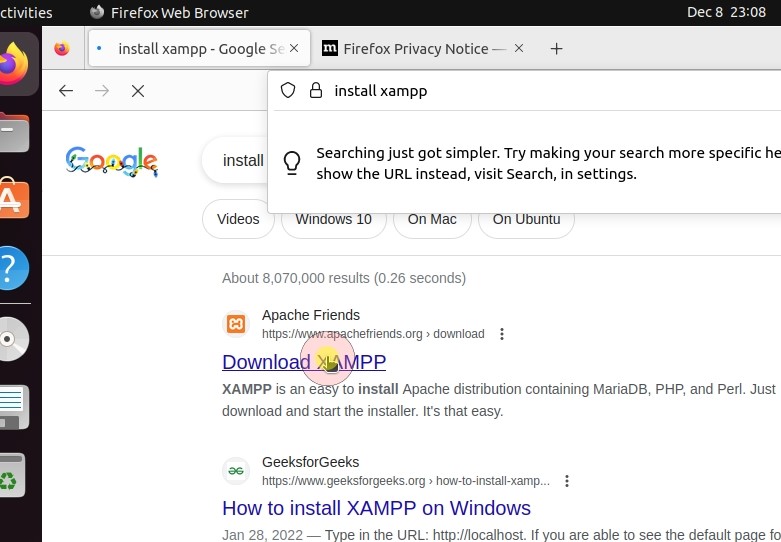 ctivities
Firefox Web Browser
Dec 8 23:08
install xampp - Google Se
Firefox Privacy Notice —
install xampp
Searching just got simpler. Try making your search more specific he
show the URL instead, visit Search, in settings.
Google
install
Videos
Windows 10
On Mac
On Ubuntu
About 8,070,000 results (0.26 seconds)
Apache Friends
https://www.apachefriends.org › download
Download XAMPP
XAMPP is an easy to install Apache distribution containing MariaDB, PHP, and Perl. Just
download and start the installer. It's that easy.
GeeksforGeeks
https://www.geeksforgeeks.org › how-to-install-xamp...
How to install XAMPP on Windows
Jan 28, 2022 — Type in the URL: http://localhost. If you are able to see the default page fo